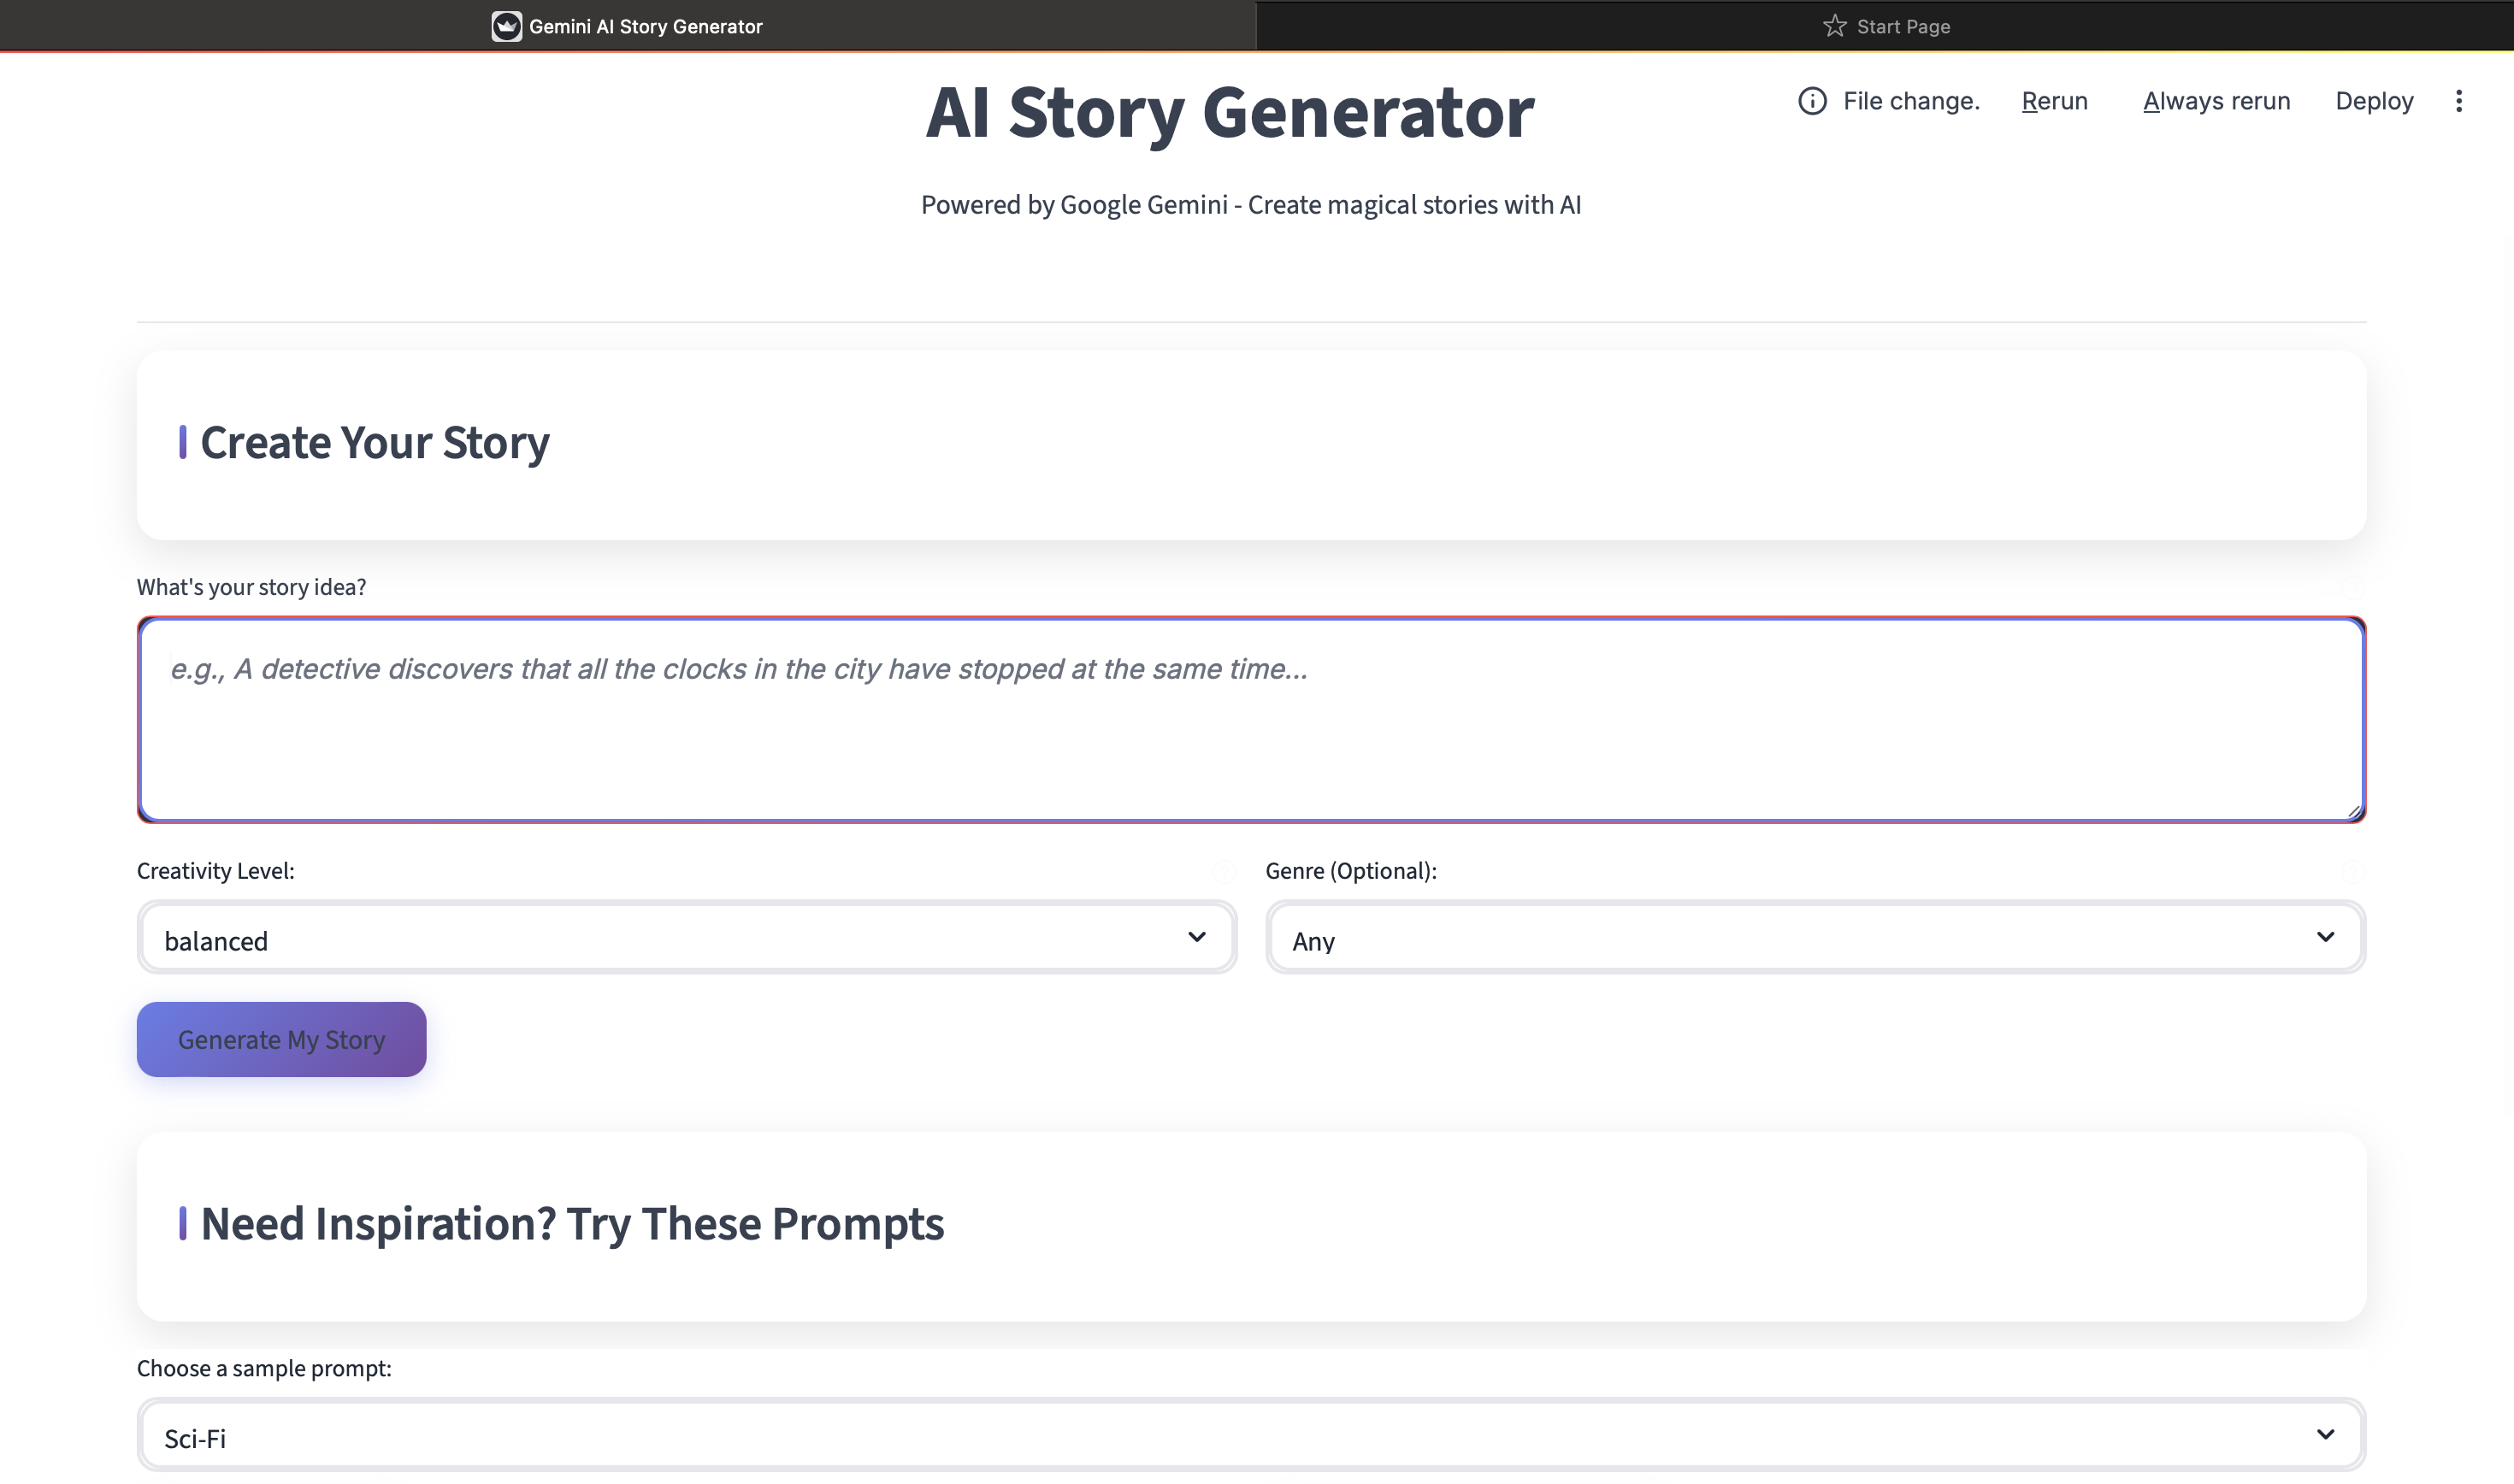 Gemini AI Story Generator
Start Page
AI Story Generator
File change.
Rerun
Always rerun
Deploy
Powered by Google Gemini - Create magical stories with AI
Create Your Story
What's your story idea?
e.g., A detective discovers that all the clocks in the city have stopped at the same time...
Creativity Level:
Genre (Optional):
balanced
Any
Generate My Story
Need Inspiration? Try These Prompts
Choose a sample prompt:
Sci-Fi